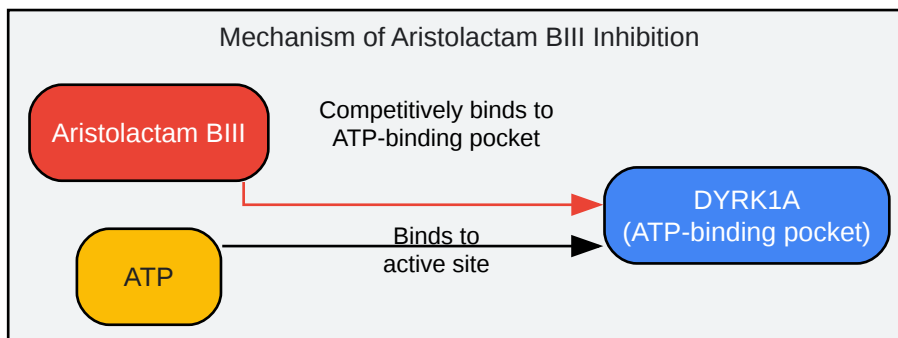 Mechanism of Aristolactam BIII Inhibition
Aristolactam BIII
Competitively binds to
ATP-binding pocket
DYRK1A
(ATP-binding pocket)
ATP
Binds to
active site